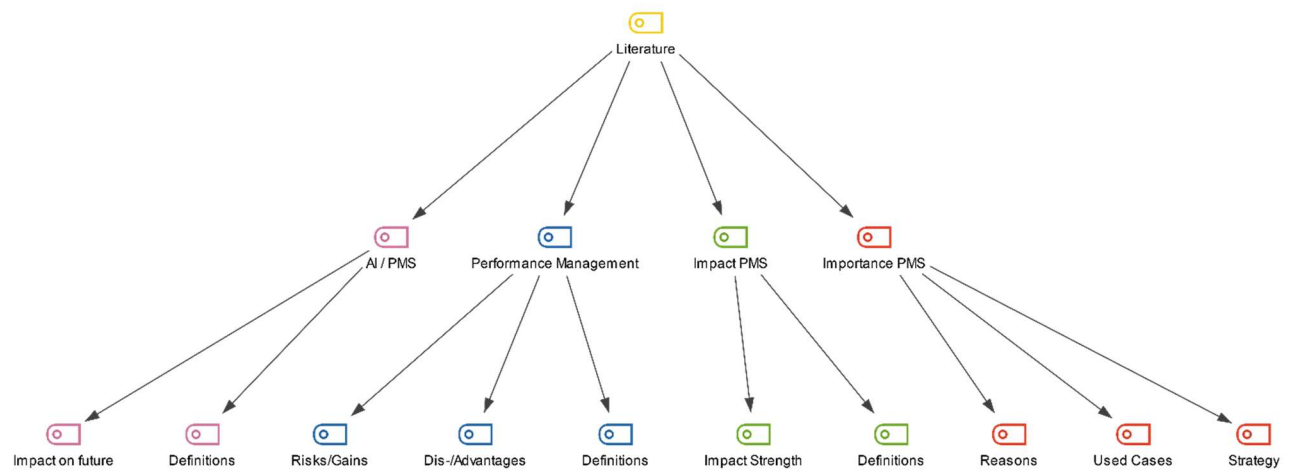 Literature
AI / PMS
Performance Management
Impact PMS
Importance PMS
Impact on future
Definitions
Risks/Gains
Dis-/Advantages
Definitions
Impact Strength
Definitions
Reasons
Used Cases
Strategy